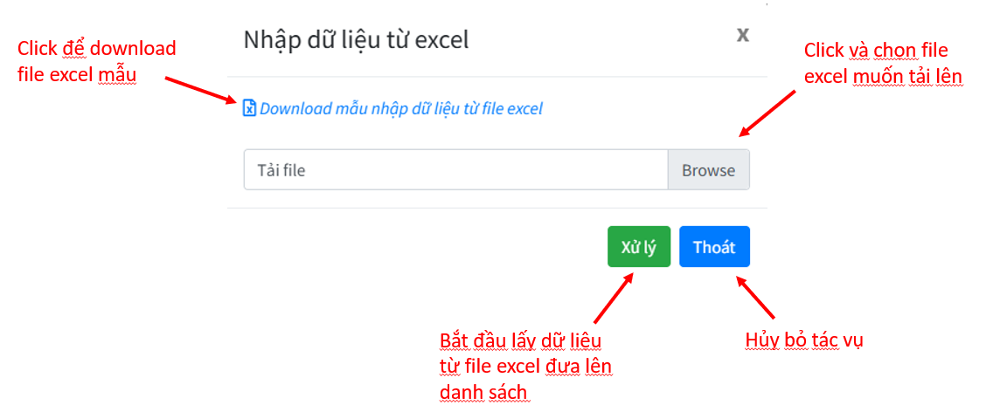 Nhập dữ liệu từ excel
X
Click để download
file excel mẫu
Click và chọn file
excel muốn tải lên
Download mẫu nhập dữ liệu từ file excel
Tải file
Browse
Xử lý
Thoát
Bắt đầu lấy dữ liệu
từ file excel đưa lên
danh sách
Hủy bỏ tác vụ